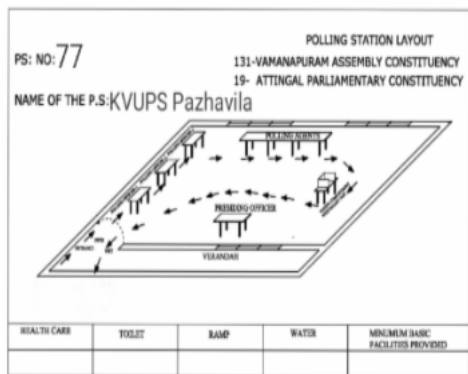 POLLING STATION LAYOUT
PS: NO: 77
131-VAMANAPURAM ASSEMBLY CONSTITUENCY
19- ATTINGAL PARLIAMENTARY CONSTITUENCY
NAME OF THE P.S: KVUPS Pazhavila
POLLING AGENTS
PRESIDING OFFICER
VERANDAH
HEALTH CARE
TOILET
RAMP
WATER
MINUMUM BASIC
FACILITIES PROVIDED